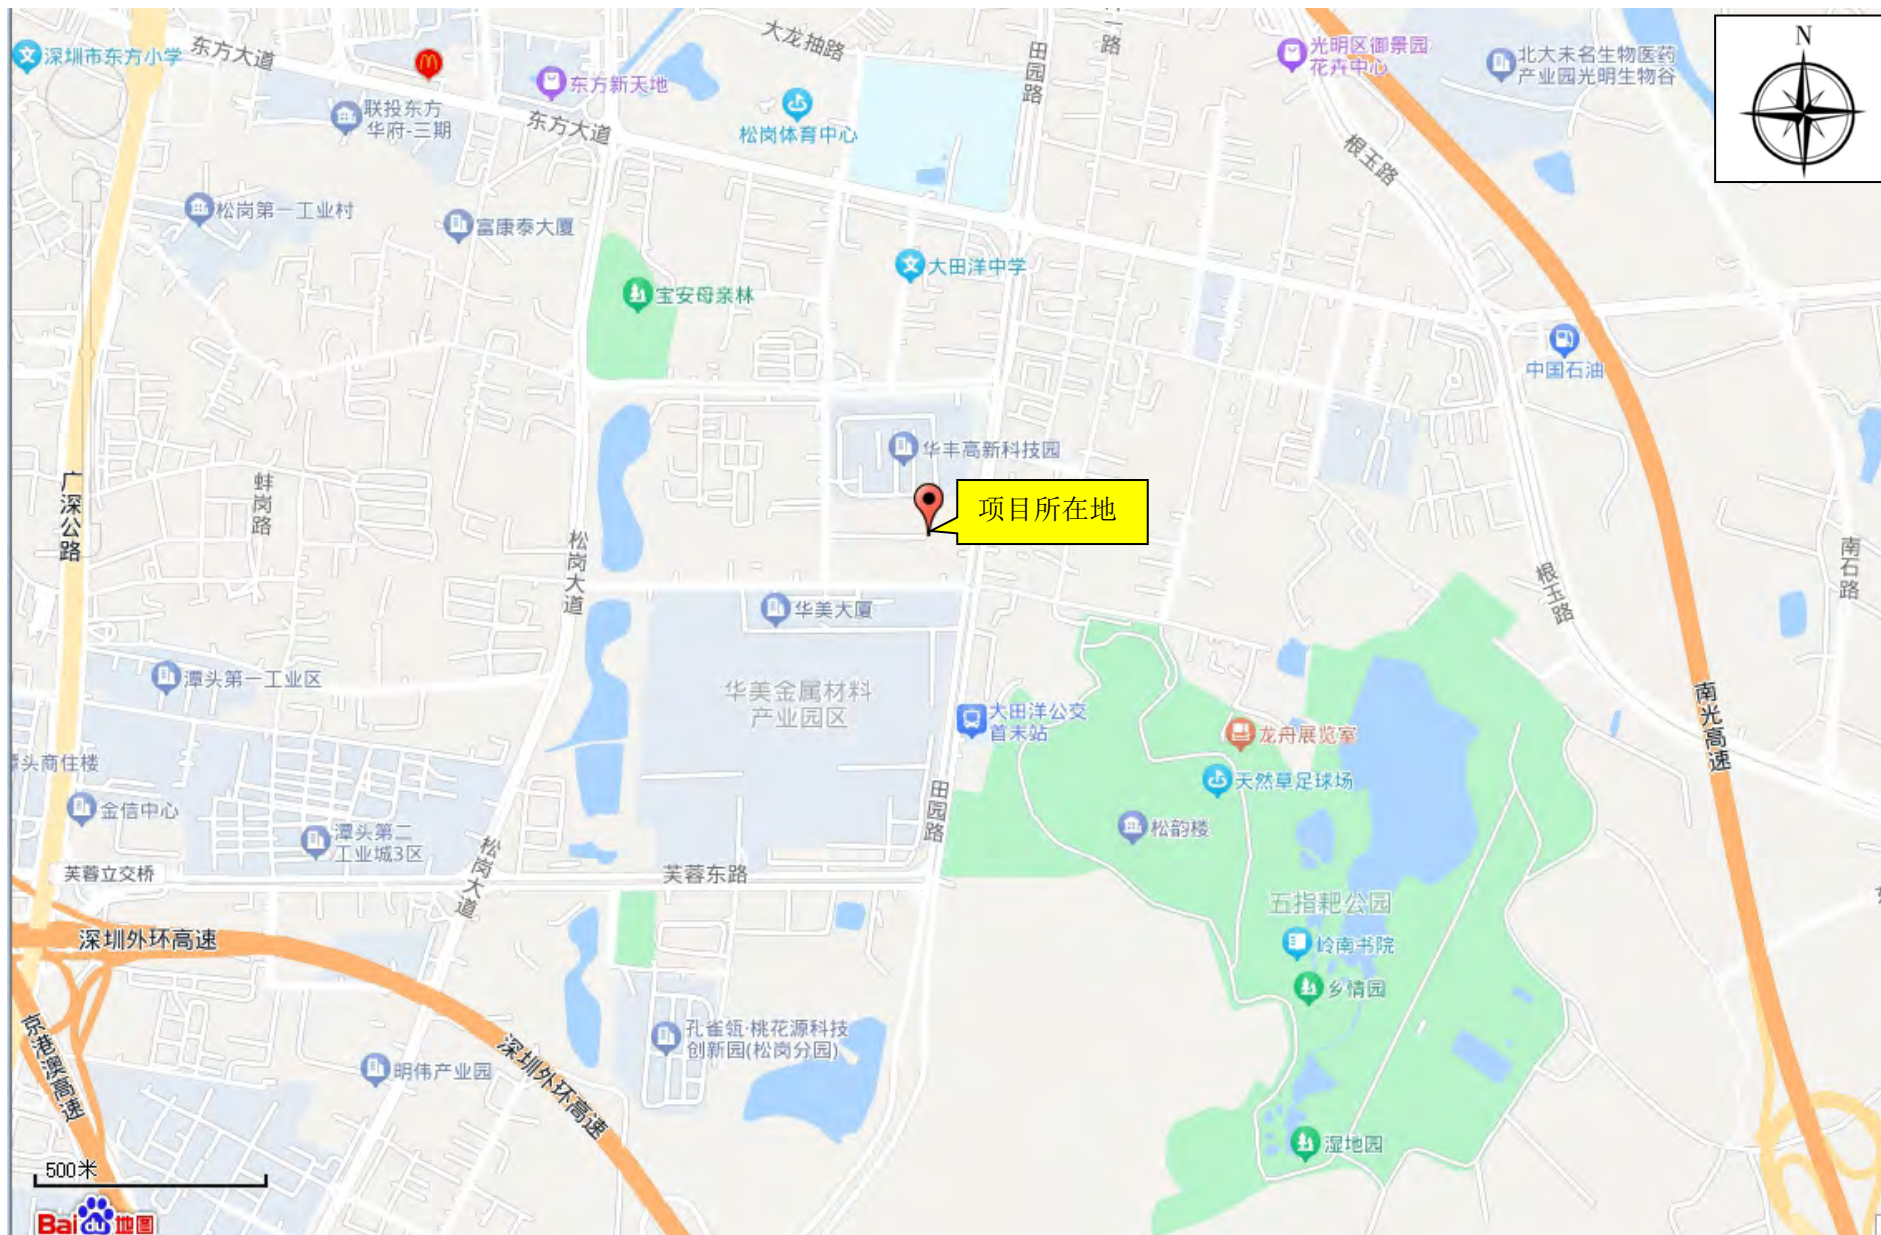 深圳市东方小学
东方大道
大龙抽路
田园路
光明区御景园
花卉中心
北大未名生物医药
产业园光明生物谷
N
东方新天地
联投东方
华府-三期
东方大道
松岗体育中心
根玉路
松岗第一工业村
富康泰大厦
大田洋中学
宝安母亲林
中国石油
华丰高新科技园
广深公路
蚌岗路
项目所在地
松岗大道
南石路
根玉路
华美大厦
潭头第一工业区
华美金属材料
产业园区
大田洋公交
首末站
龙舟展览室
南光高速
天然草足球场
头商住楼
金信中心
田园路
松韵楼
潭头第二
工业城3区
松岗大道
芙蓉立交桥
芙蓉东路
五指耙公园
深圳外环高速
岭南书院
乡情园
京港澳高速
孔雀瓴·桃花源科技
创新园(松岗分园)
深圳外环高速
明伟产业园
湿地园
500米
Bai du 地图